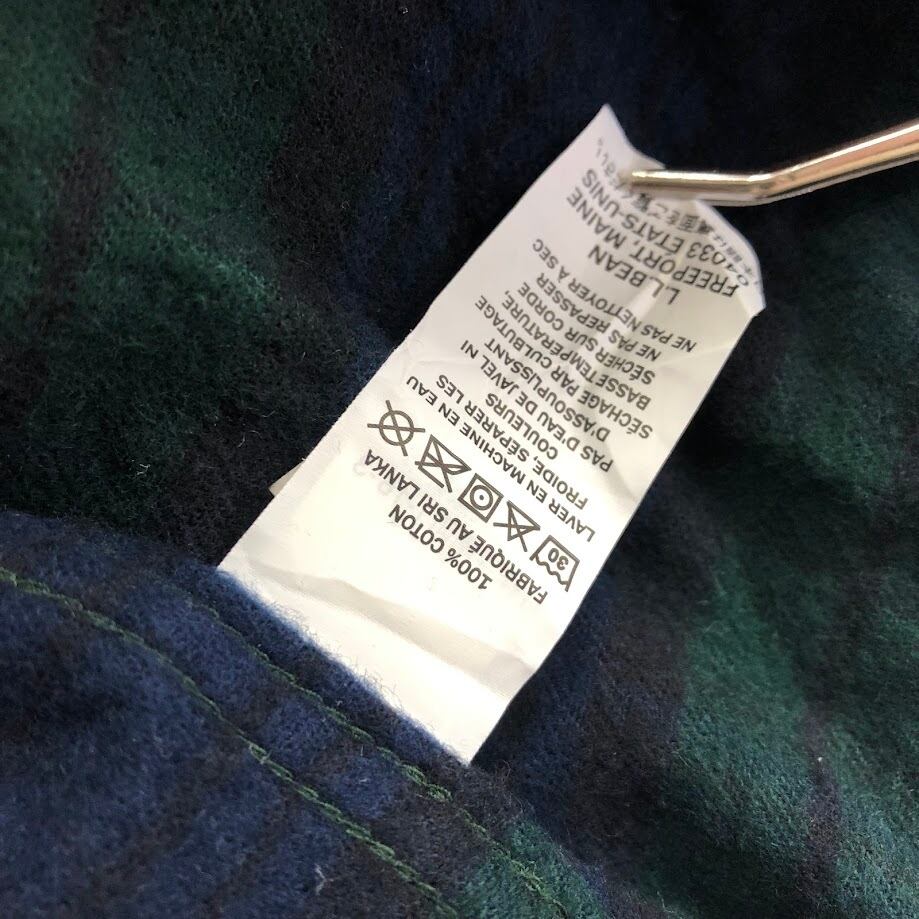 100% COTON
FABRIQUÉ AU SRI LANKA
30
LAVER EN MACHINE EN EAU
FROIDE, SÉPARER LES
COULEURS
PAS D'EAU DE JAVEL NI
D'ASSOUPLISSANT
SÉCHAGE PAR CULBUTAGE
BASSE TEMPÉRATURE,
SÉCHER SUR CORDE
NE PAS REPASSER
NE PAS NETTOYER A SEC
L.L.BEAN
FREEPORT, MAINE
04033 ETATS-UNIS